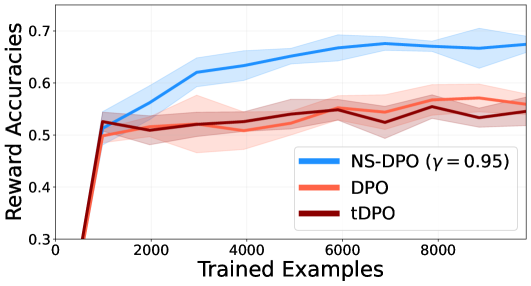 0.7
0.6
0.5
0.4
0.3
Reward Accuracies
NS-DPO (γ = 0.95)
DPO
tDPO
0 2000 4000 6000 8000
Trained Examples